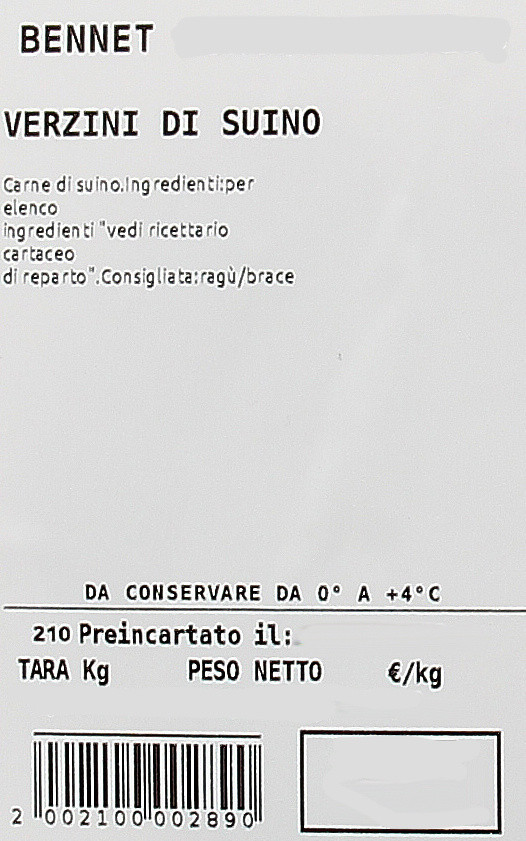 BENNET
VERZINI DI SUINO
Carne di suino.Ingredienti:per
elenco
ingredienti "vedi ricettario
cartaceo
di reparto".Consigliata:ragù/brace
DA CONSERVARE DA 0° A +4°C
210 Preincartato il:
TARA Kg PESO NETTO €/kg
2 002100 002890